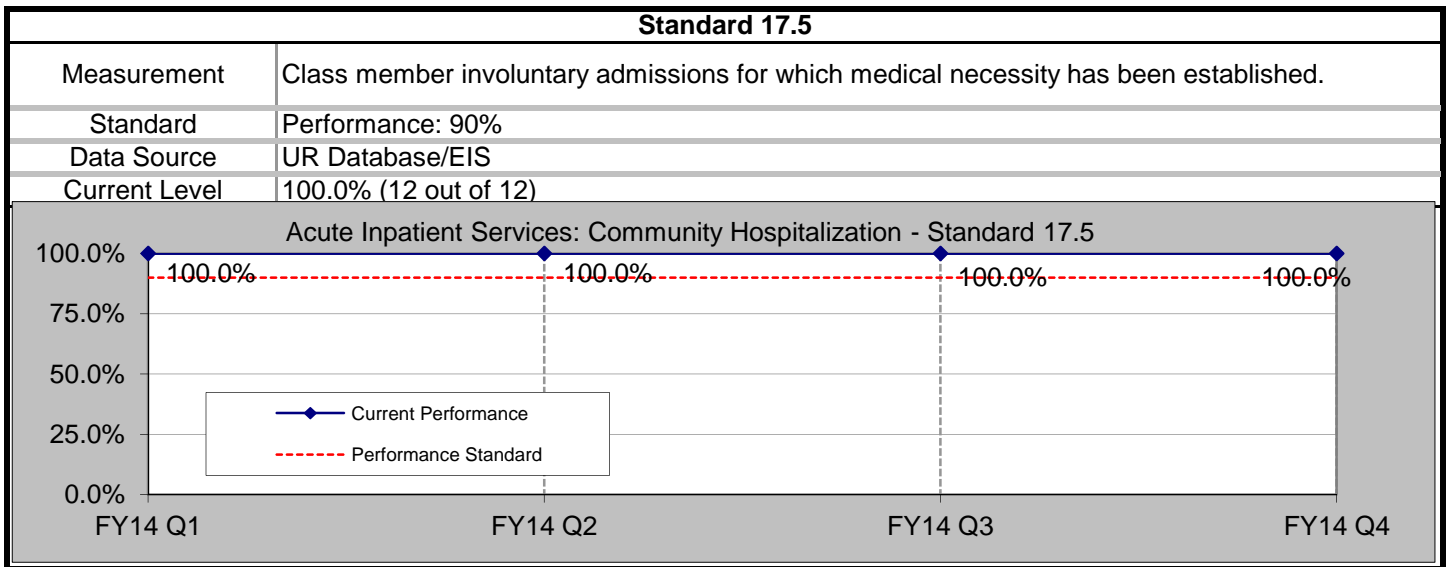 Standard 17.5
Measurement Class member involuntary admissions for which medical necessity has been established.
Standard Performance: 90%
Data Source UR Database/EIS
Current Level 100.0% (12 out of 12)
Acute Inpatient Services: Community Hospitalization - Standard 17.5
100.0%
100.0% 100.0% 100.0% 100.0%
75.0%
50.0%
Current Performance
25.0%
Performance Standard
0.0%
FY14 Q1 FY14 Q2 FY14 Q3 FY14 Q4